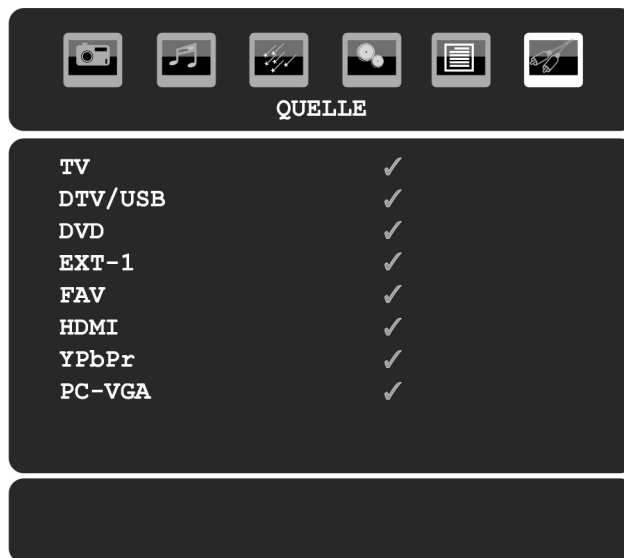 QUELLE
TV ✓
DTV/USB ✓
DVD ✓
EXT-1 ✓
FAV ✓
HDMI ✓
YPbPr ✓
PC-VGA ✓